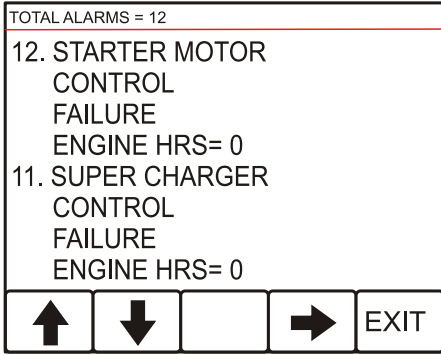 TOTAL ALARMS = 12
12. STARTER MOTOR
CONTROL
FAILURE
ENGINE HRS= 0
11. SUPER CHARGER
CONTROL
FAILURE
ENGINE HRS= 0
EXIT